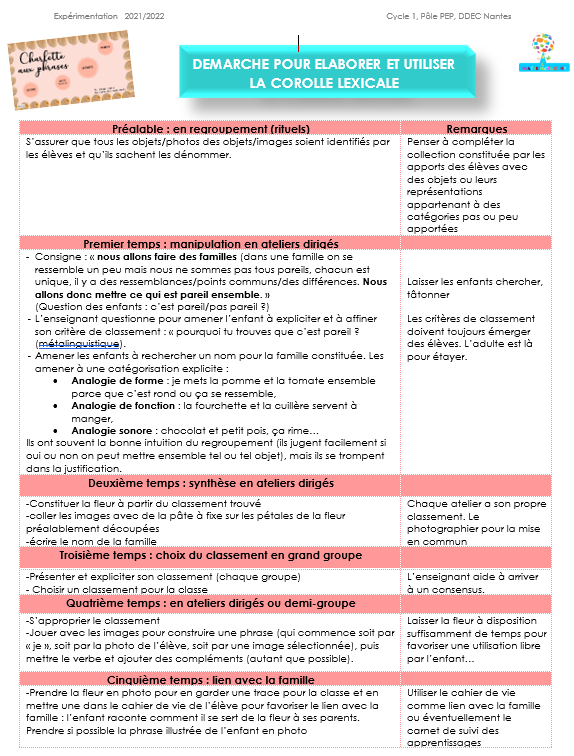 Expérimentation 2021/2022
Cycle 1, Pôle PEP, DDEC Nantes
Charlotte
aux phrases
DEMARCHE POUR ELABORER ET UTILISER
LA COROLLE LEXICALE
Préalable : en regroupement (rituels)
Remarques
S'assurer que tous les objets/photos des objets/images soient identifiés par
les élèves et qu'ils sachent les dénommer.
Penser à compléter la
collection constituée par les
apports des élèves avec
des objets ou leurs
représentations
appartenant à des
catégories pas ou peu
apportées
Premier temps : manipulation en ateliers dirigés
- Consigne : « nous allons faire des familles (dans une famille on se
ressemble un peu mais nous ne sommes pas tous pareils, chacun est
unique, il y a des ressemblances/points communs/des différences. Nous
allons donc mettre ce qui est pareil ensemble. »
(Question des enfants : c'est pareil/pas pareil ?)
- L'enseignant questionne pour amener l'enfant à expliciter et à affiner
son critère de classement : « pourquoi tu trouves que c'est pareil ?
(métalinguistique).
- Amener les enfants à rechercher un nom pour la famille constituée. Les
amener à une catégorisation explicite :
• Analogie de forme : je mets la pomme et la tomate ensemble
parce que c'est rond ou ça se ressemble,
• Analogie de fonction : la fourchette et la cuillère servent à
manger,
• Analogie sonore : chocolat et petit pois, ça rime…
Ils ont souvent la bonne intuition du regroupement (ils jugent facilement si
oui ou non on peut mettre ensemble tel ou tel objet), mais ils se trompent
dans la justification.
Laisser les enfants chercher,
tâtonner
Les critères de classement
doivent toujours émerger
des élèves. L'adulte est là
pour étayer.
Deuxième temps : synthèse en ateliers dirigés
-Constituer la fleur à partir du classement trouvé
-coller les images avec de la pâte à fixe sur les pétales de la fleur
préalablement découpées
-écrire le nom de la famille
Chaque atelier a son propre
classement. Le
photographier pour la mise
en commun
Troisième temps : choix du classement en grand groupe
-Présenter et expliciter son classement (chaque groupe)
- Choisir un classement pour la classe
L'enseignant aide à arriver
à un consensus.
Quatrième temps : en ateliers dirigés ou demi-groupe
-S'approprier le classement
-Jouer avec les images pour construire une phrase (qui commence soit par
« je », soit par la photo de l'élève, soit par une image sélectionnée), puis
mettre le verbe et ajouter des compléments (autant que possible).
Laisser la fleur à disposition
suffisamment de temps pour
favoriser une utilisation libre
par l'enfant…
Cinquième temps : lien avec la famille
-Prendre la fleur en photo pour en garder une trace pour la classe et en
mettre une dans le cahier de vie de l'élève pour favoriser le lien avec la
famille : l'enfant raconte comment il se sert de la fleur à ses parents.
Prendre si possible la phrase illustrée de l'enfant en photo
Utiliser le cahier de vie
comme lien avec la famille
ou éventuellement le
carnet de suivi des
apprentissages